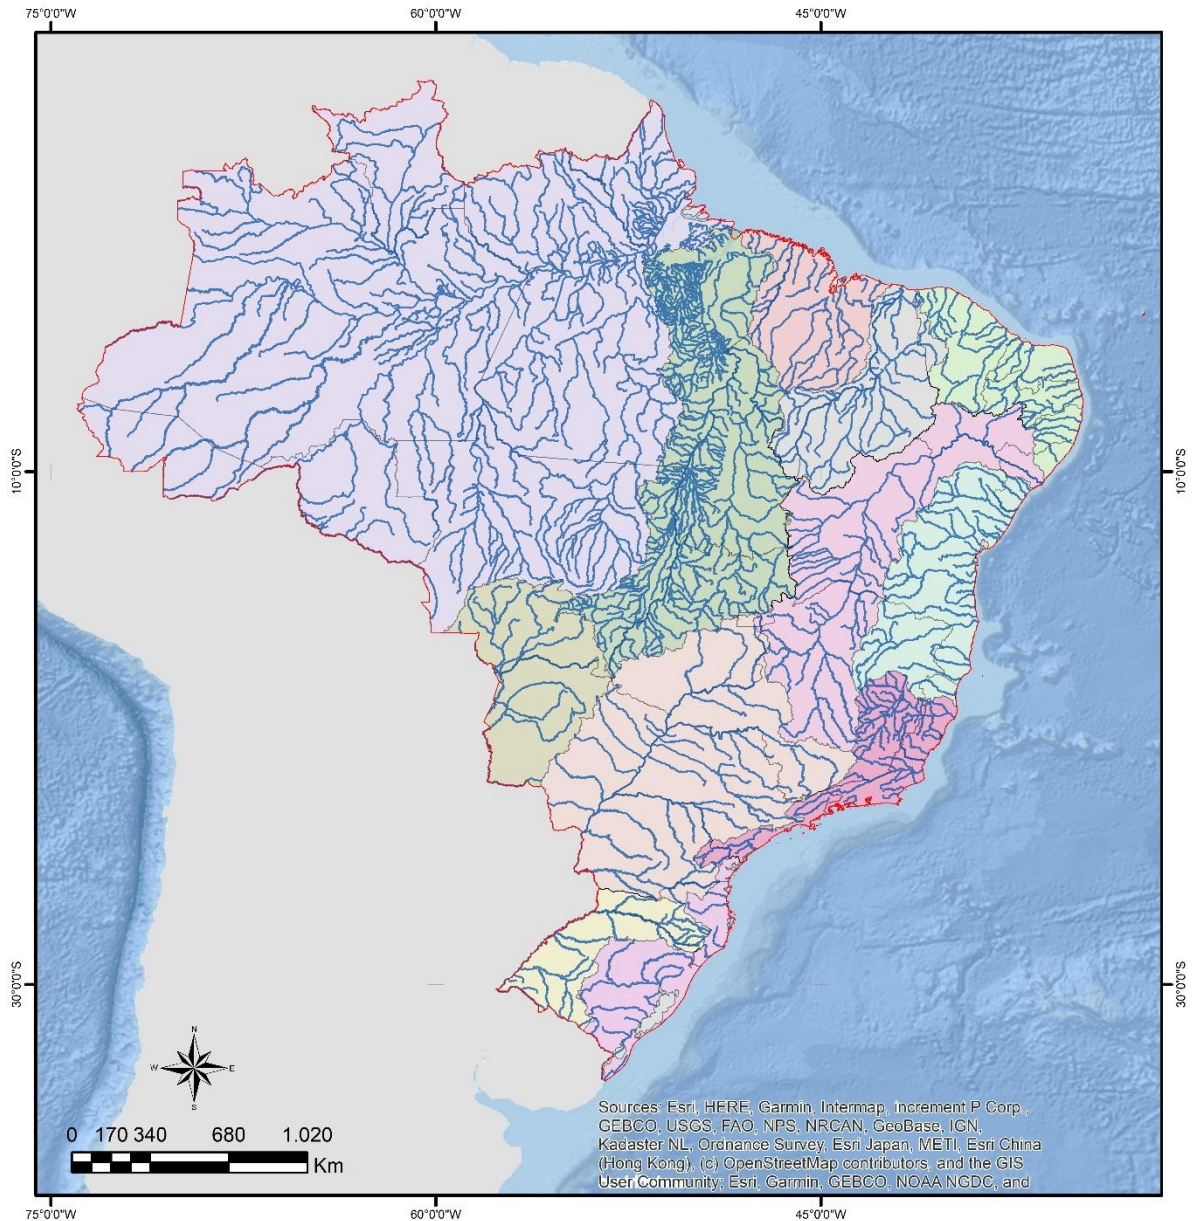 75°0'0"W 60°0'0"W 45°0'0"W
10°0'0"S 10°0'0"S
30°0'0"S 30°0'0"S
N
W E
S
0 170 340 680 1.020
Km
Sources: Esri, HERE, Garmin, Intermap, increment P Corp.,
GEBCO, USGS, FAO, NPS, NRCAN, GeoBase, IGN,
Kadaster NL, Ordnance Survey, Esri Japan, METI, Esri China
(Hong Kong), (c) OpenStreetMap contributors, and the GIS
User Community; Esri, Garmin, GEBCO, NOAA NGDC, and
75°0'0"W 60°0'0"W 45°0'0"W